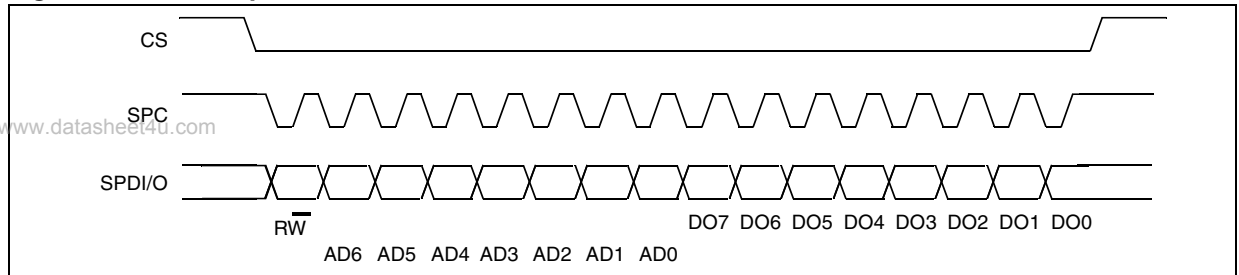 CS
SPC
www.datasheet4u.com
SPDI/O
RW
DO7 DO6 DO5 DO4 DO3 DO2 DO1 DO0
AD6 AD5 AD4 AD3 AD2 AD1 AD0